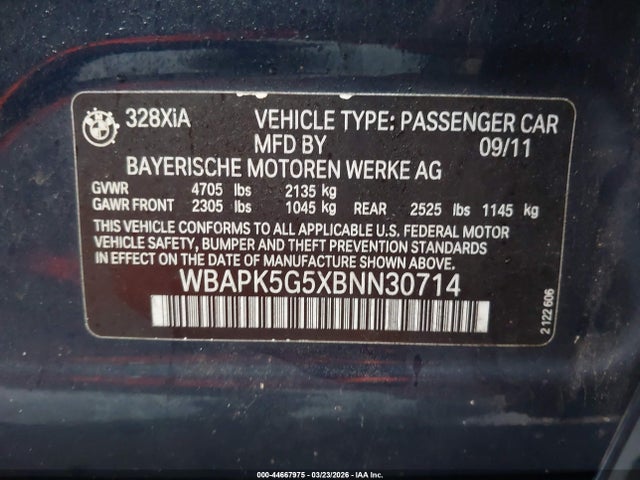 BMW
328XiA VEHICLE TYPE: PASSENGER CAR
MFD BY 09/11
BAYERISCHE MOTOREN WERKE AG
GVWR 4705 lbs 2135 kg
GAWR FRONT 2305 lbs 1045 kg REAR 2525 lbs 1145 kg
THIS VEHICLE CONFORMS TO ALL APPLICABLE U.S. FEDERAL MOTOR
VEHICLE SAFETY, BUMPER AND THEFT PREVENTION STANDARDS IN
EFFECT ON THE DATE OF MANUFACTURE SHOWN ABOVE.
WBAPK5G5XBNN30714
2 122 606
000-44667975 - 03/23/2026 - IAA Inc.